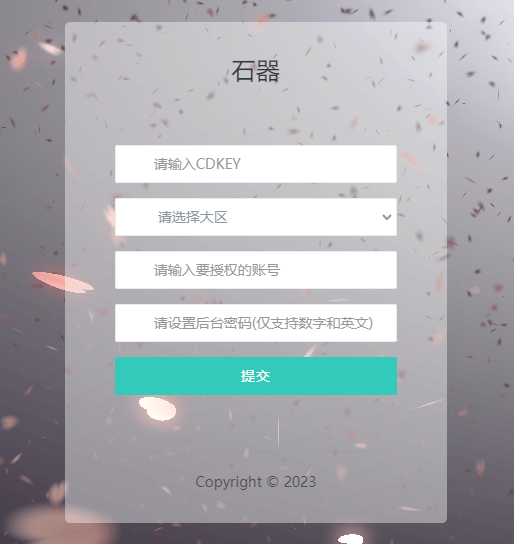 石器
请输入CDKEY
请选择大区
请输入要授权的账号
请设置后台密码(仅支持数字和英文)
提交
Copyright © 2023